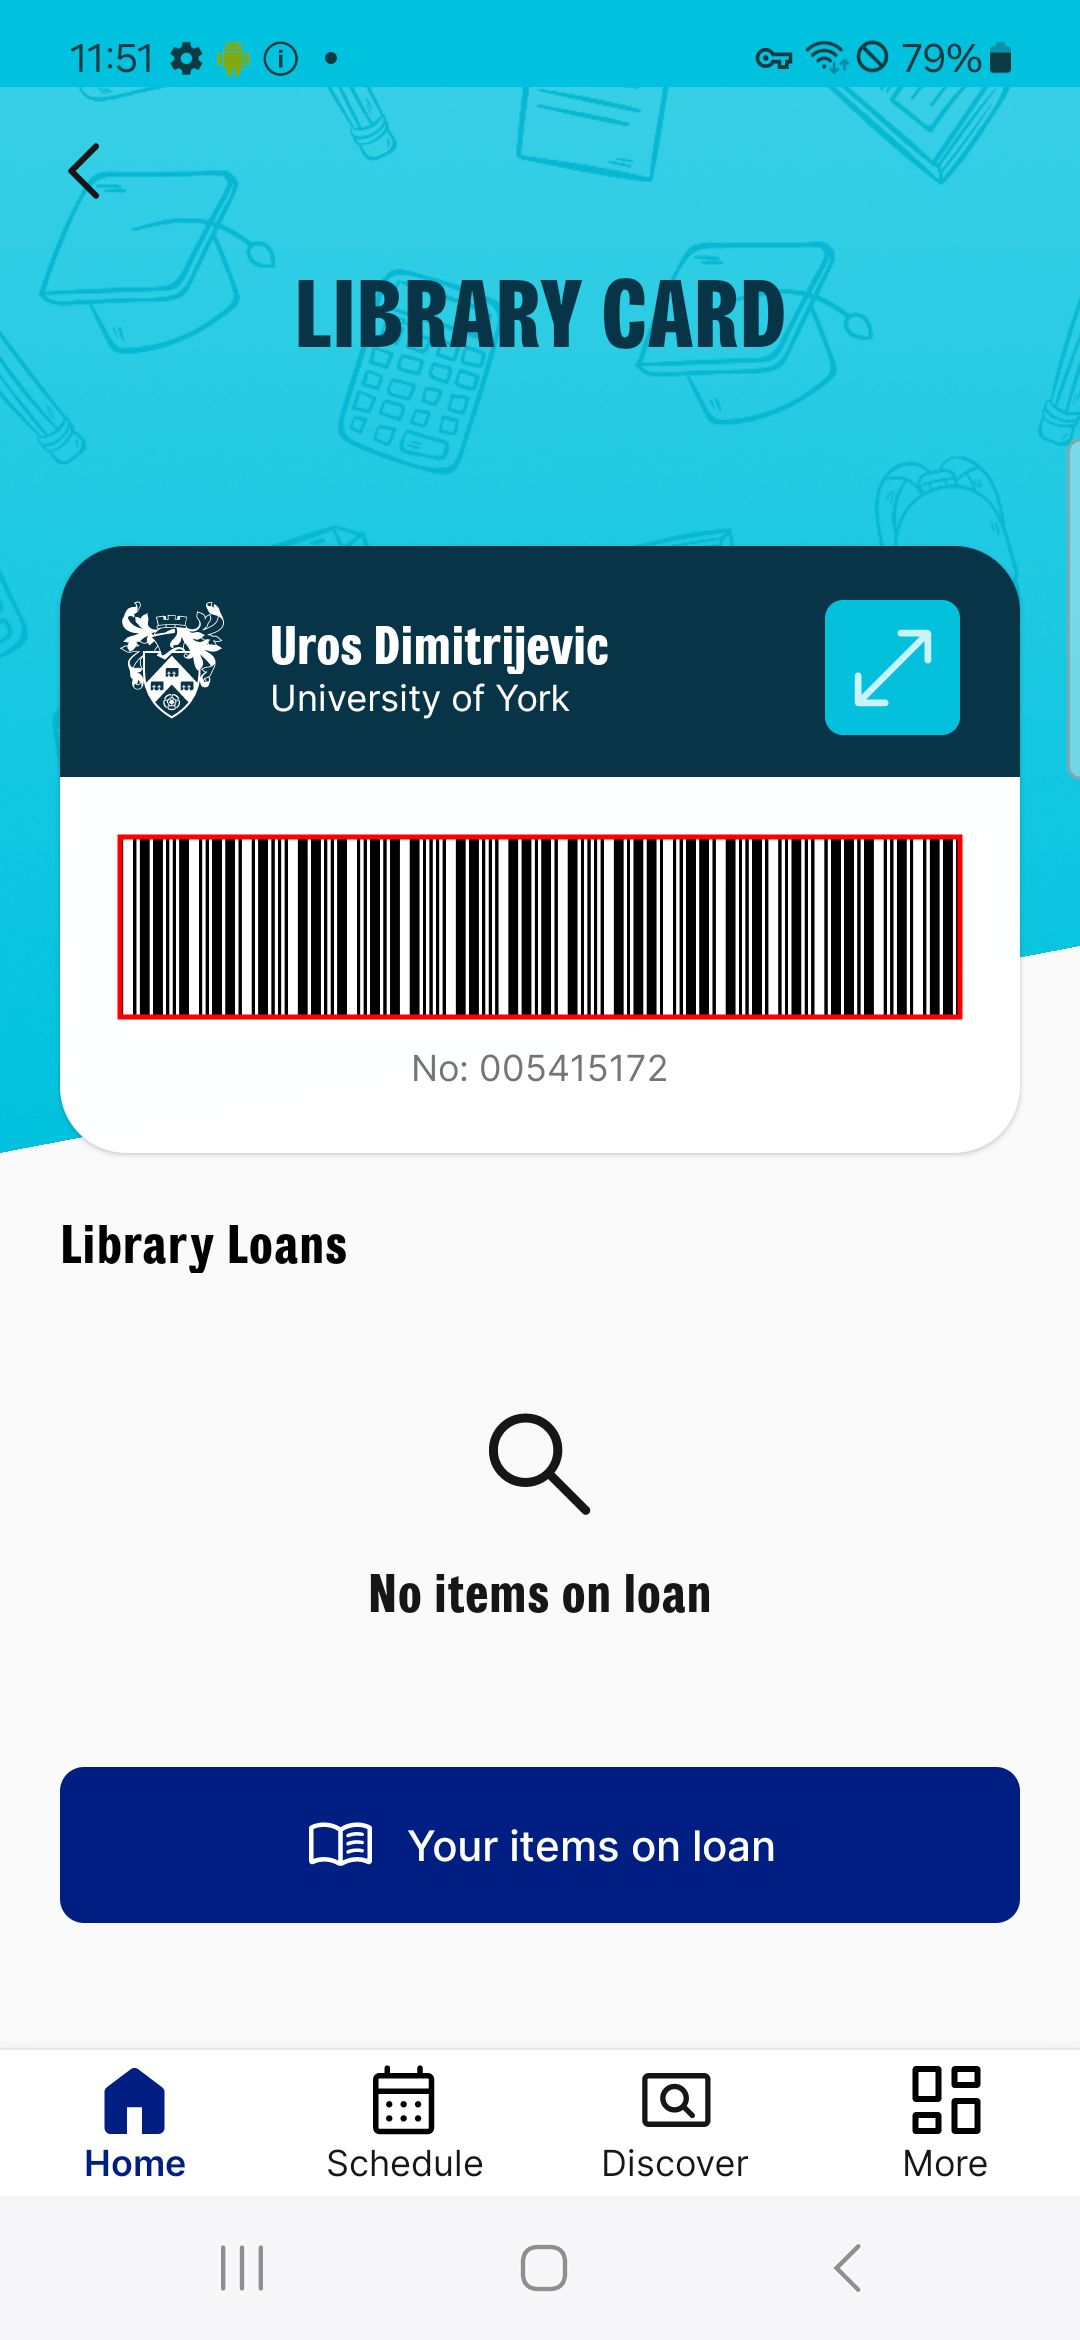 11:51
79%
LIBRARY CARD
Uros Dimitrijevic
University of York
No: 005415172
Library Loans
No items on loan
Your items on loan
Home
Schedule
Discover
More